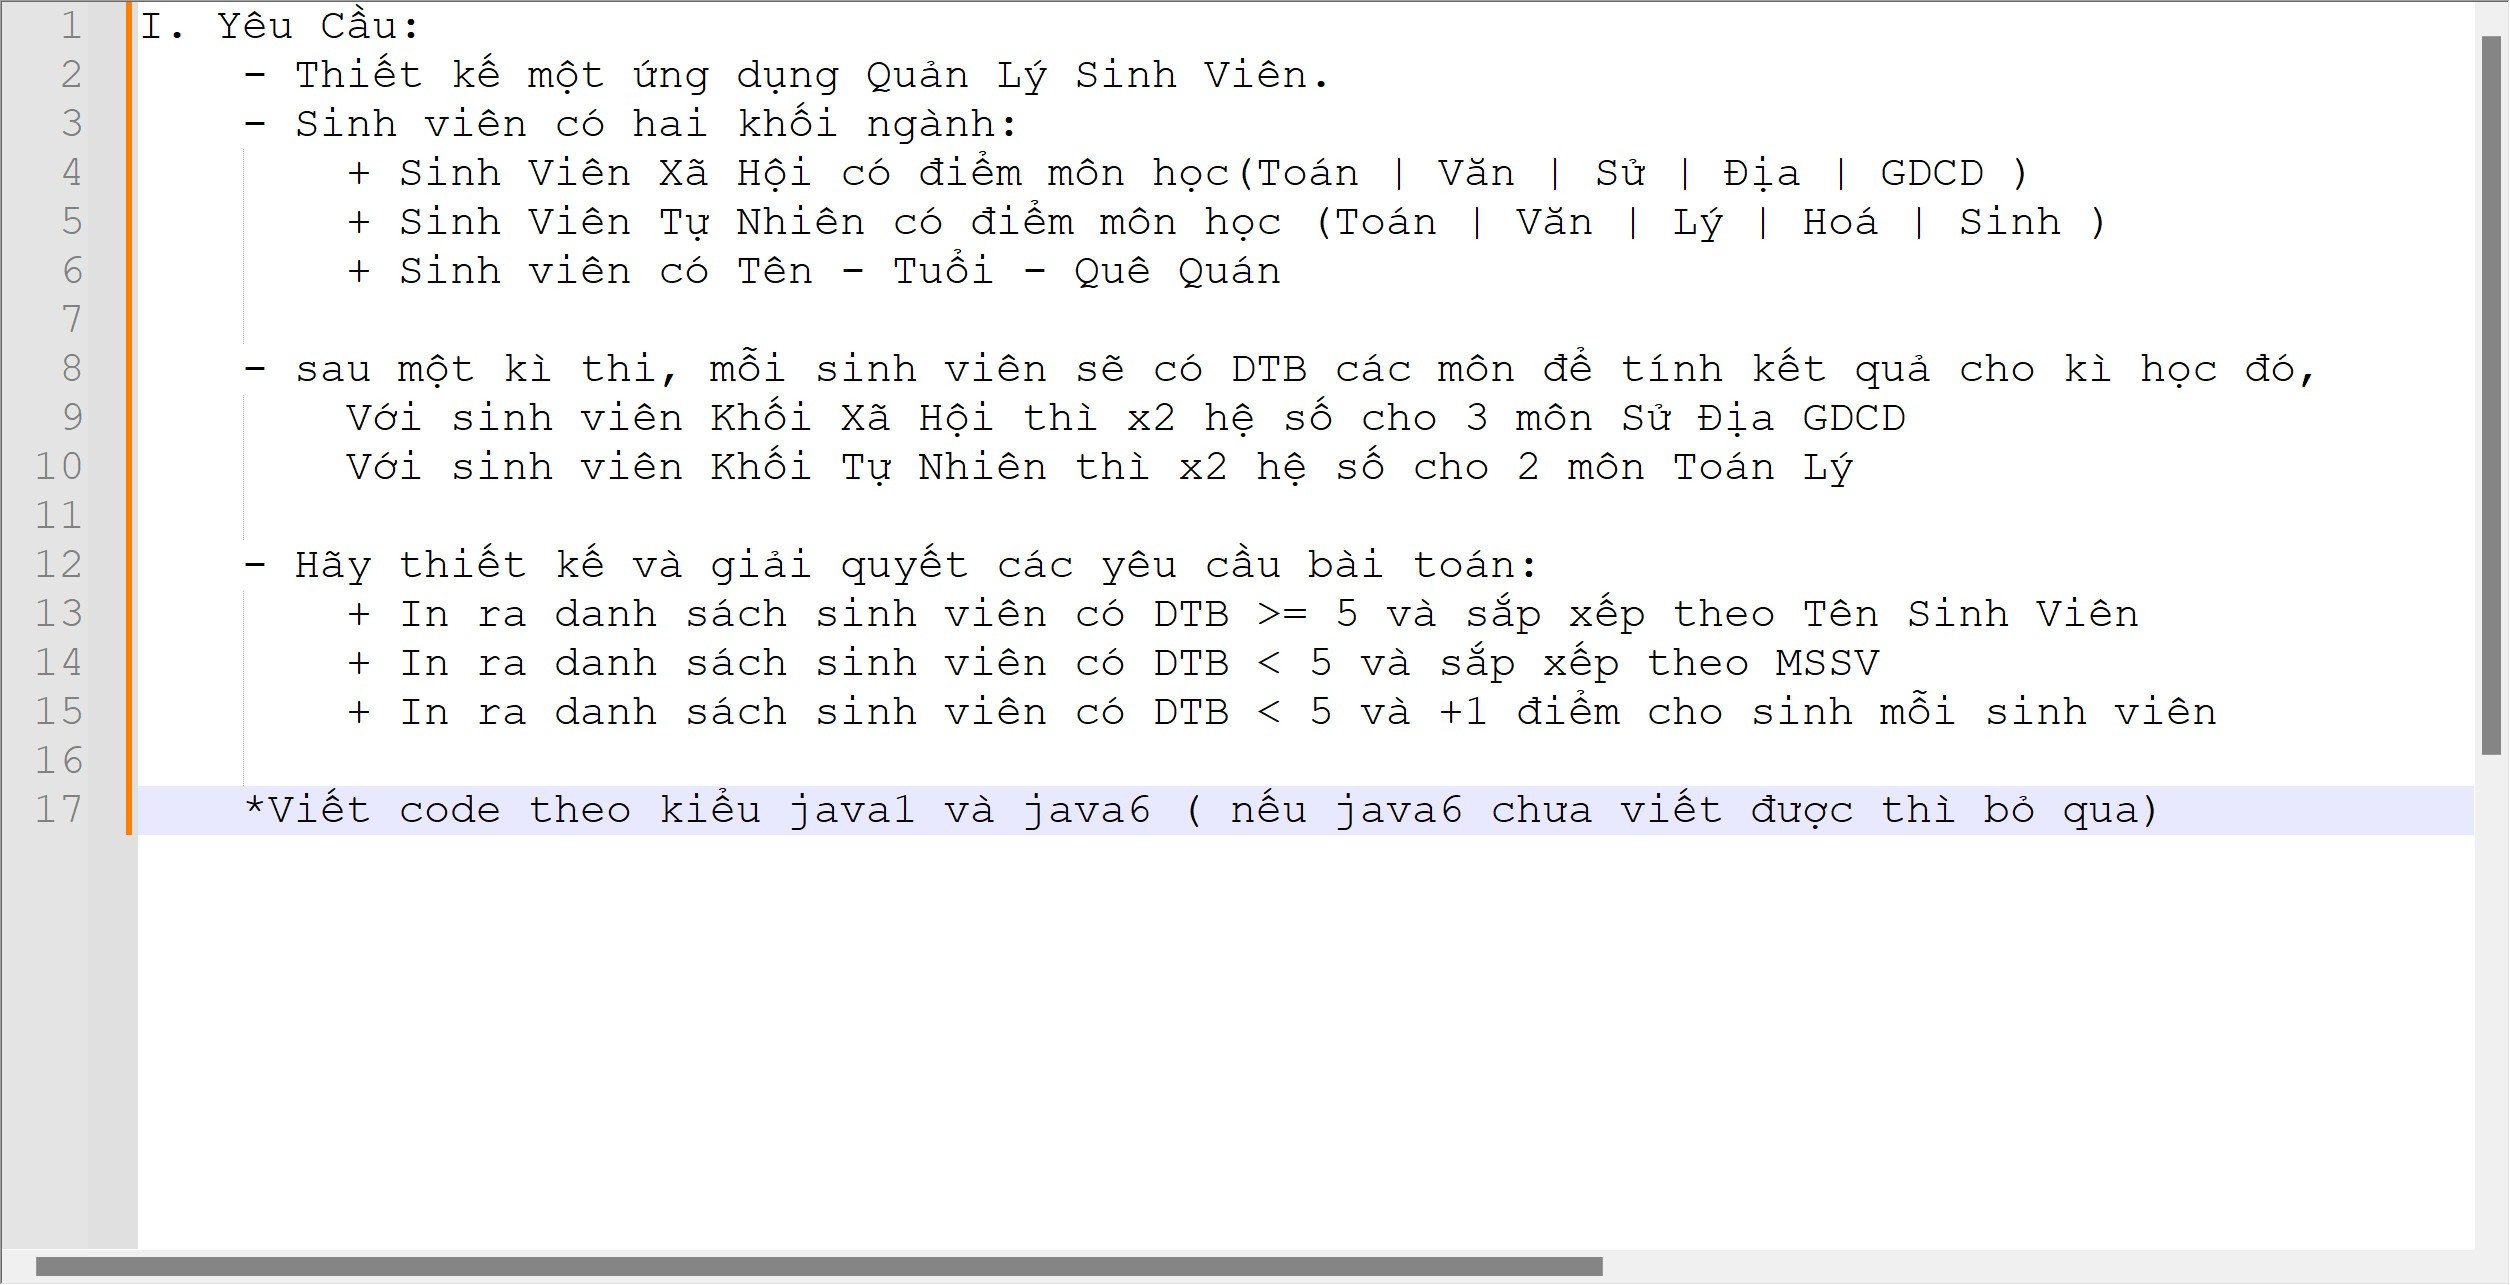 1 I. Yêu Cầu:
2 - Thiết kế một ứng dụng Quản Lý Sinh Viên.
3 - Sinh viên có hai khối ngành:
4 + Sinh Viên Xã Hội có điểm môn học(Toán | Văn | Sử | Địa | GDCD )
5 + Sinh Viên Tự Nhiên có điểm môn học (Toán | Văn | Lý | Hoá | Sinh )
6 + Sinh viên có Tên - Tuổi - Quê Quán
7
8 - sau một kì thi, mỗi sinh viên sẽ có DTB các môn để tính kết quả cho kì học đó,
9 Với sinh viên Khối Xã Hội thì x2 hệ số cho 3 môn Sử Địa GDCD
10 Với sinh viên Khối Tự Nhiên thì x2 hệ số cho 2 môn Toán Lý
11
12 - Hãy thiết kế và giải quyết các yêu cầu bài toán:
13 + In ra danh sách sinh viên có DTB >= 5 và sắp xếp theo Tên Sinh Viên
14 + In ra danh sách sinh viên có DTB < 5 và sắp xếp theo MSSV
15 + In ra danh sách sinh viên có DTB < 5 và +1 điểm cho sinh mỗi sinh viên
16
17 *Viết code theo kiểu java1 và java6 ( nếu java6 chưa viết được thì bỏ qua)